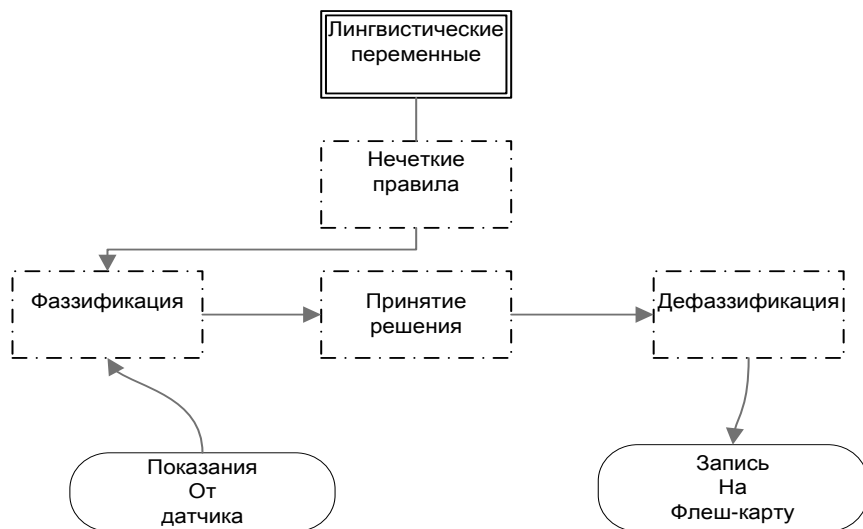 Лингвистические
переменные
Нечеткие
правила
Фаззификация
Принятие
решения
Дефаззификация
Показания
От
датчика
Запись
На
Флеш-карту